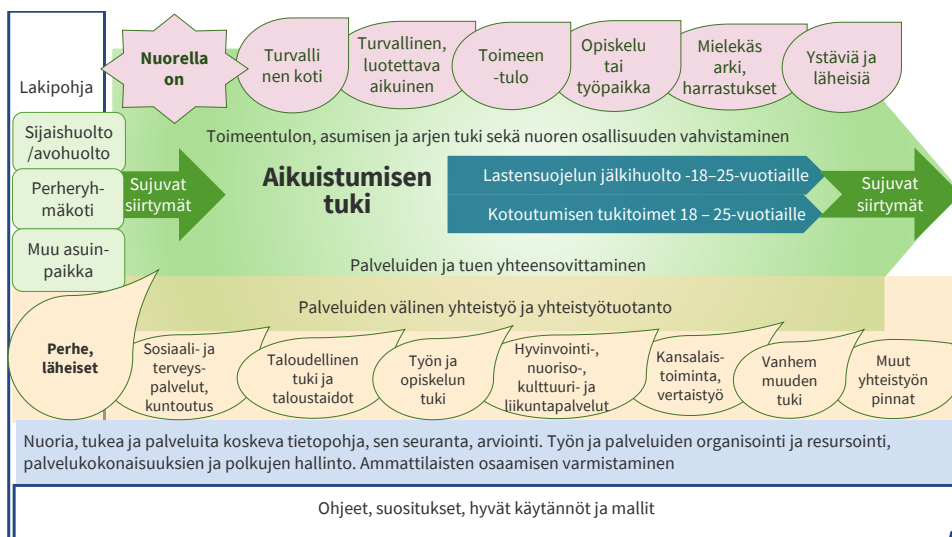 Lakipohja
Nuorella
on
Turvalli
nen koti
Turvallinen,
luotettava
aikuinen
Toimeen
-tulo
Opiskelu
tai
työpaikka
Mielekäs
arki,
harrastukset
Ystäviä ja
läheisiä
Toimeentulon, asumisen ja arjen tuki sekä nuoren osallisuuden vahvistaminen
Sijaishuolto
/avohuolto
Perheryh-
mäkoti
Muu asuin-
paikka
Sujuvat
siirtymät
Aikuistumisen
tuki
Lastensuojelun jälkihuolto -18–25-vuotiaille
Kotoutumisen tukitoimet 18 – 25-vuotiaille
Sujuvat
siirtymät
Palveluiden ja tuen yhteensovittaminen
Palveluiden välinen yhteistyö ja yhteistyötuotanto
Perhe,
läheiset
Sosiaali- ja
terveys-
palvelut,
kuntoutus
Taloudellinen
tuki ja
taloustaidot
Työn ja
opiskelun
tuki
Hyvinvointi-,
nuoriso-,
kulttuuri- ja
liikuntapalvelut
Kansalais-
toiminta,
vertaistyö
Vanhem
muuden
tuki
Muut
yhteistyön
pinnat
Nuoria, tukea ja palveluita koskeva tietopohja, sen seuranta, arviointi. Työn ja palveluiden organisointi ja resursointi,
palvelukokonaisuuksien ja polkujen hallinto. Ammattilaisten osaamisen varmistaminen
Ohjeet, suositukset, hyvät käytännöt ja mallit